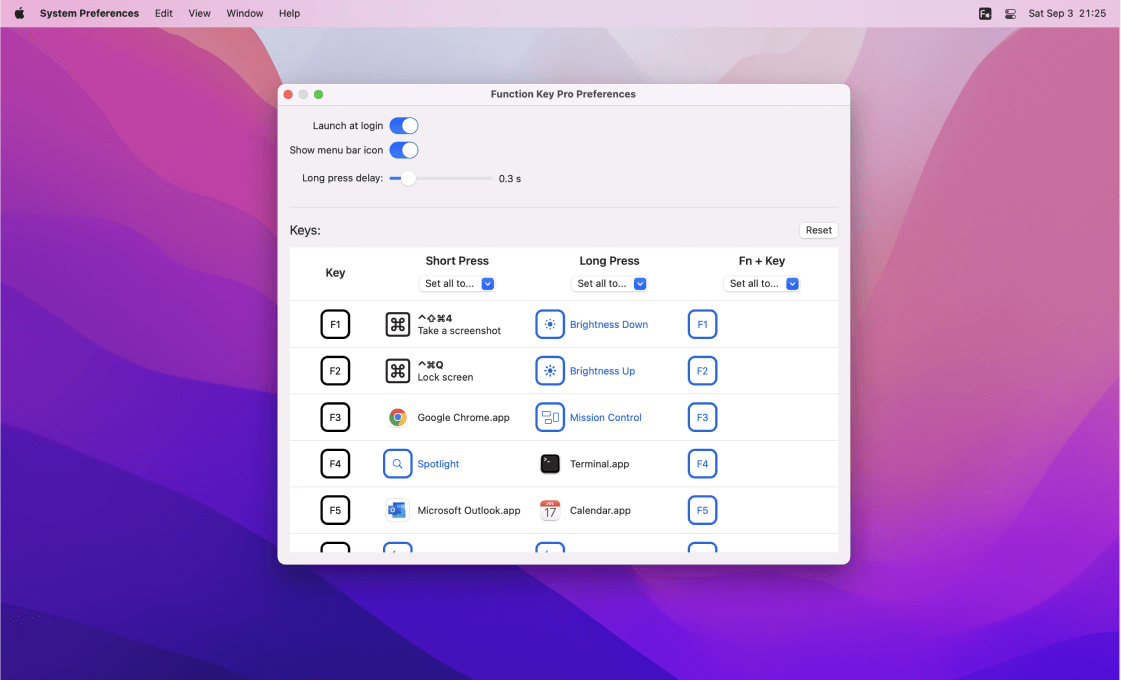 System Preferences Edit View Window Help Sat Sep 3 21:25
Function Key Pro Preferences
Launch at login
Show menu bar icon
Long press delay: 0.3 s
Keys: Reset
Key Short Press Long Press Fn + Key
Set all to... Set all to... Set all to...
F1 ^⇧⌘4 Brightness Down F1
Take a screenshot
F2 ^⌘Q Brightness Up F2
Lock screen
F3 Google Chrome.app Mission Control F3
F4 Spotlight Terminal.app F4
F5 Microsoft Outlook.app 17 Calendar.app F5